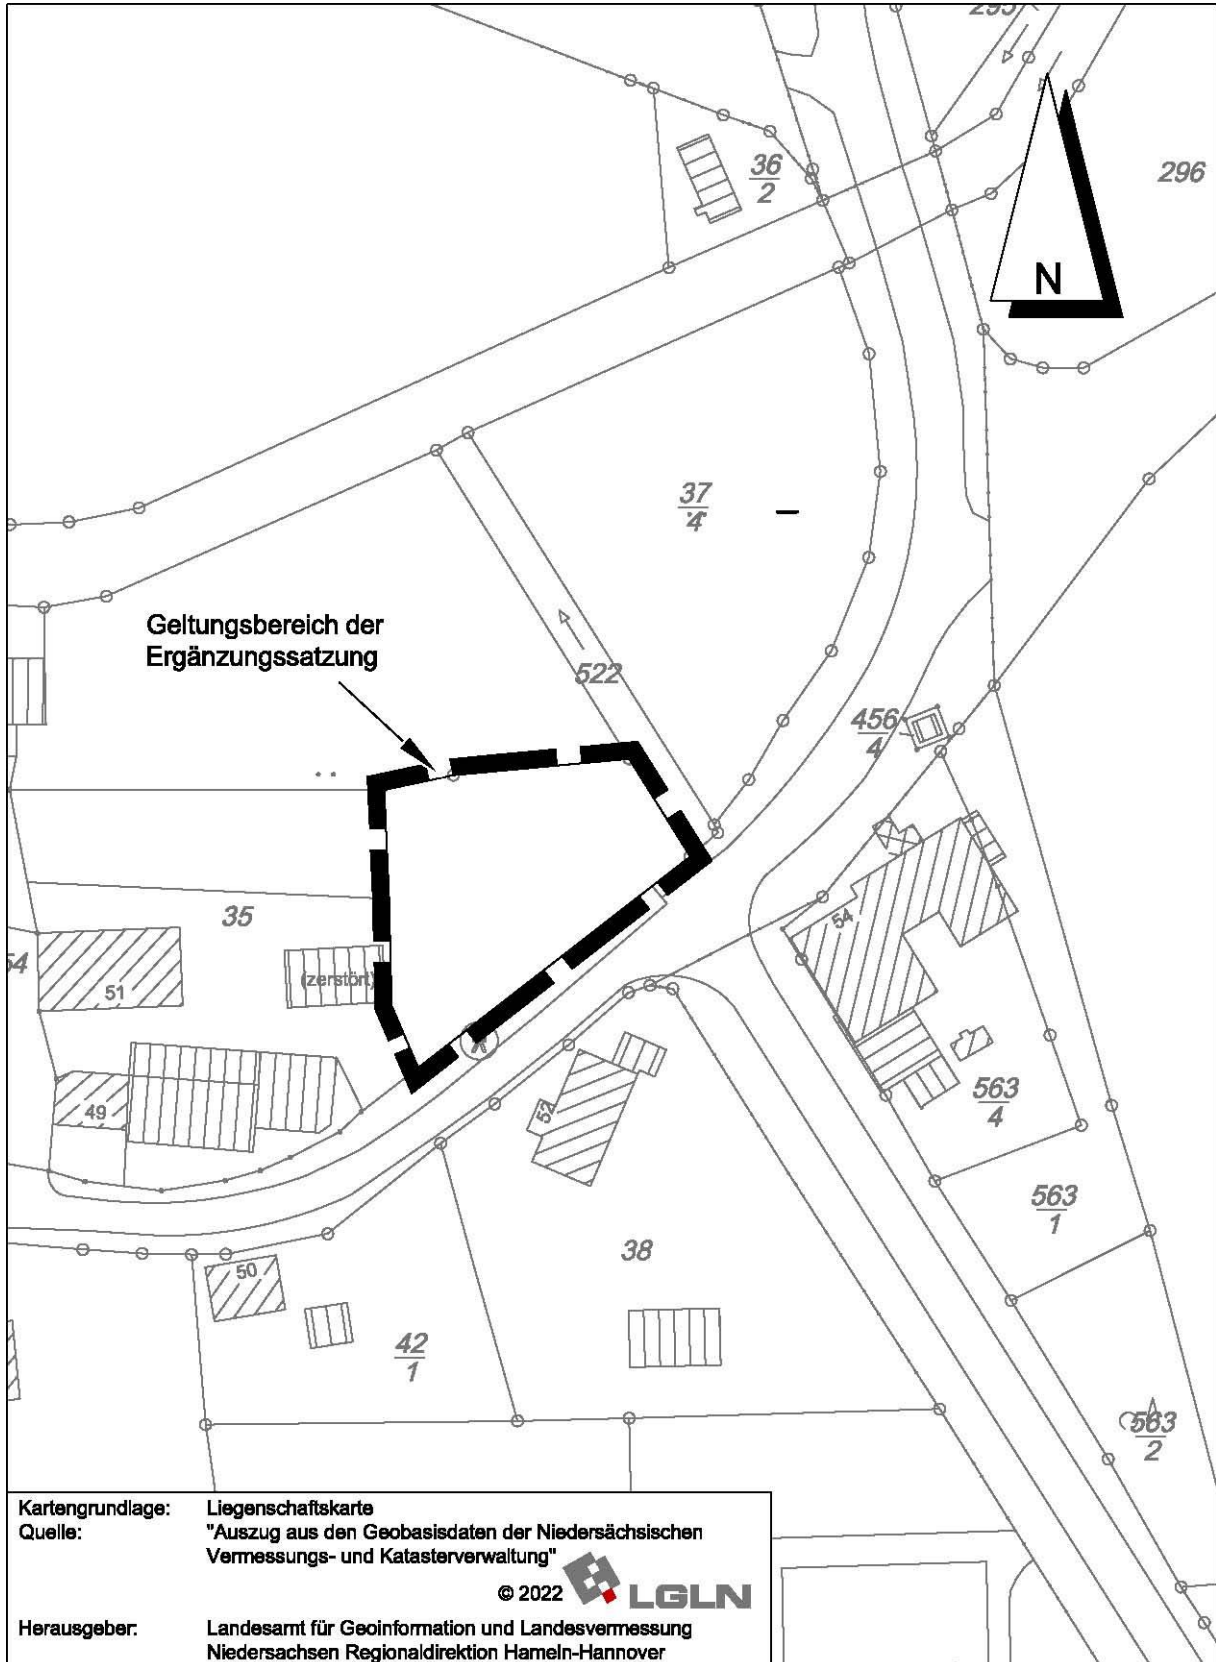 295
36
2
296
N
37
4
Geltungsbereich der
Ergänzungssatzung
522
456
4
35
54
54
(zerstört)
51
563
4
49
52
563
1
38
50
42
1
563
2
Kartengrundlage: Liegenschaftskarte
Quelle: "Auszug aus den Geobasisdaten der Niedersächsischen
Vermessungs- und Katasterverwaltung"
© 2022 LGLN
Herausgeber: Landesamt für Geoinformation und Landesvermessung
Niedersachsen Regionaldirektion Hameln-Hannover